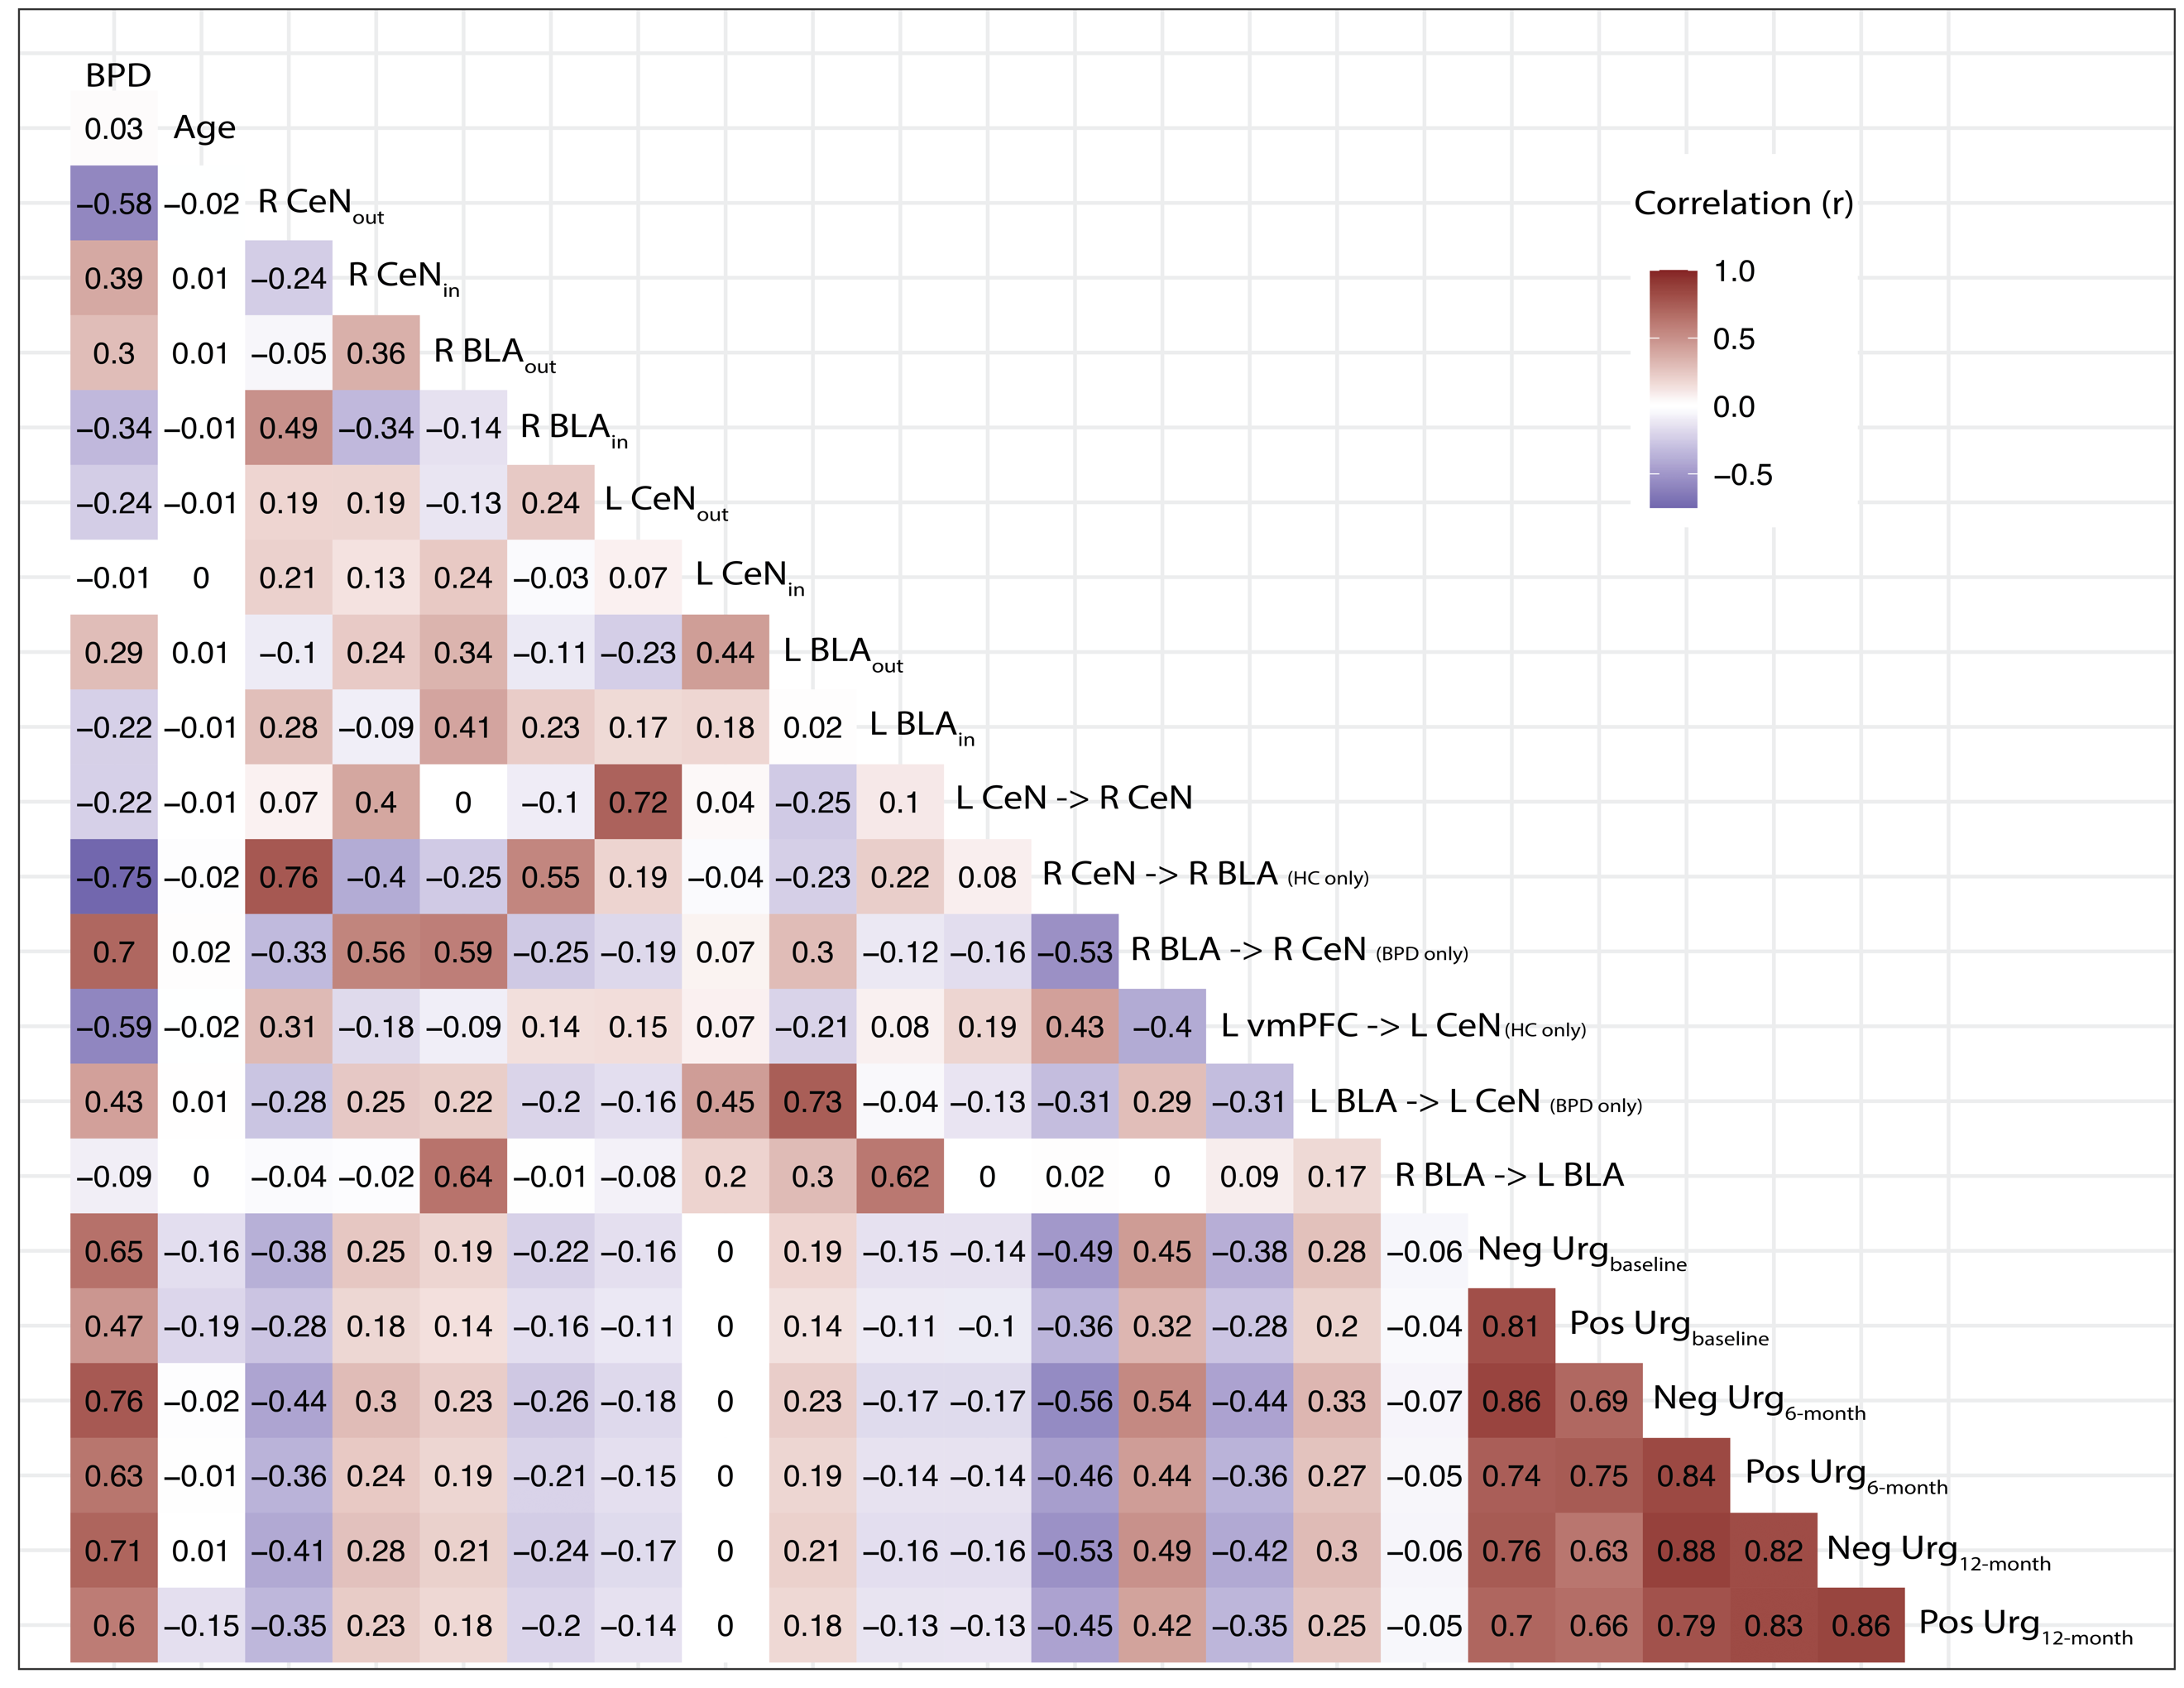 BPD
0.03 Age
−0.58 −0.02 R CeNout
0.39 0.01 −0.24 R CeNin
0.3 0.01 −0.05 0.36 R BLAout
−0.34 −0.01 0.49 −0.34 −0.14 R BLAin
−0.24 −0.01 0.19 0.19 −0.13 0.24 L CeNout
−0.01 0 0.21 0.13 0.24 −0.03 0.07 L CeNin
0.29 0.01 −0.1 0.24 0.34 −0.11 −0.23 0.44 L BLAout
−0.22 −0.01 0.28 −0.09 0.41 0.23 0.17 0.18 0.02 L BLAin
−0.22 −0.01 0.07 0.4 0 −0.1 0.72 0.04 −0.25 0.1 L CeN -> R CeN
−0.75 −0.02 0.76 −0.4 −0.25 0.55 0.19 −0.04 −0.23 0.22 0.08 R CeN -> R BLA (HC only)
0.7 0.02 −0.33 0.56 0.59 −0.25 −0.19 0.07 0.3 −0.12 −0.16 −0.53 R BLA -> R CeN (BPD only)
−0.59 −0.02 0.31 −0.18 −0.09 0.14 0.15 0.07 −0.21 0.08 0.19 0.43 −0.4 L vmPFC -> L CeN (HC only)
0.43 0.01 −0.28 0.25 0.22 −0.2 −0.16 0.45 0.73 −0.04 −0.13 −0.31 0.29 −0.31 L BLA -> L CeN (BPD only)
−0.09 0 −0.04 −0.02 0.64 −0.01 −0.08 0.2 0.3 0.62 0 0.02 0 0.09 0.17 R BLA -> L BLA
0.65 −0.16 −0.38 0.25 0.19 −0.22 −0.16 0 0.19 −0.15 −0.14 −0.49 0.45 −0.38 0.28 −0.06 Neg Urgbaseline
0.47 −0.19 −0.28 0.18 0.14 −0.16 −0.11 0 0.14 −0.11 −0.1 −0.36 0.32 −0.28 0.2 −0.04 0.81 Pos Urgbaseline
0.76 −0.02 −0.44 0.3 0.23 −0.26 −0.18 0 0.23 −0.17 −0.17 −0.56 0.54 −0.44 0.33 −0.07 0.86 0.69 Neg Urg6-month
0.63 −0.01 −0.36 0.24 0.19 −0.21 −0.15 0 0.19 −0.14 −0.14 −0.46 0.44 −0.36 0.27 −0.05 0.74 0.75 0.84 Pos Urg6-month
0.71 0.01 −0.41 0.28 0.21 −0.24 −0.17 0 0.21 −0.16 −0.16 −0.53 0.49 −0.42 0.3 −0.06 0.76 0.63 0.88 0.82 Neg Urg12-month
0.6 −0.15 −0.35 0.23 0.18 −0.2 −0.14 0 0.18 −0.13 −0.13 −0.45 0.42 −0.35 0.25 −0.05 0.7 0.66 0.79 0.83 0.86 Pos Urg12-month
Correlation (r)
1.0
0.5
0.0
−0.5